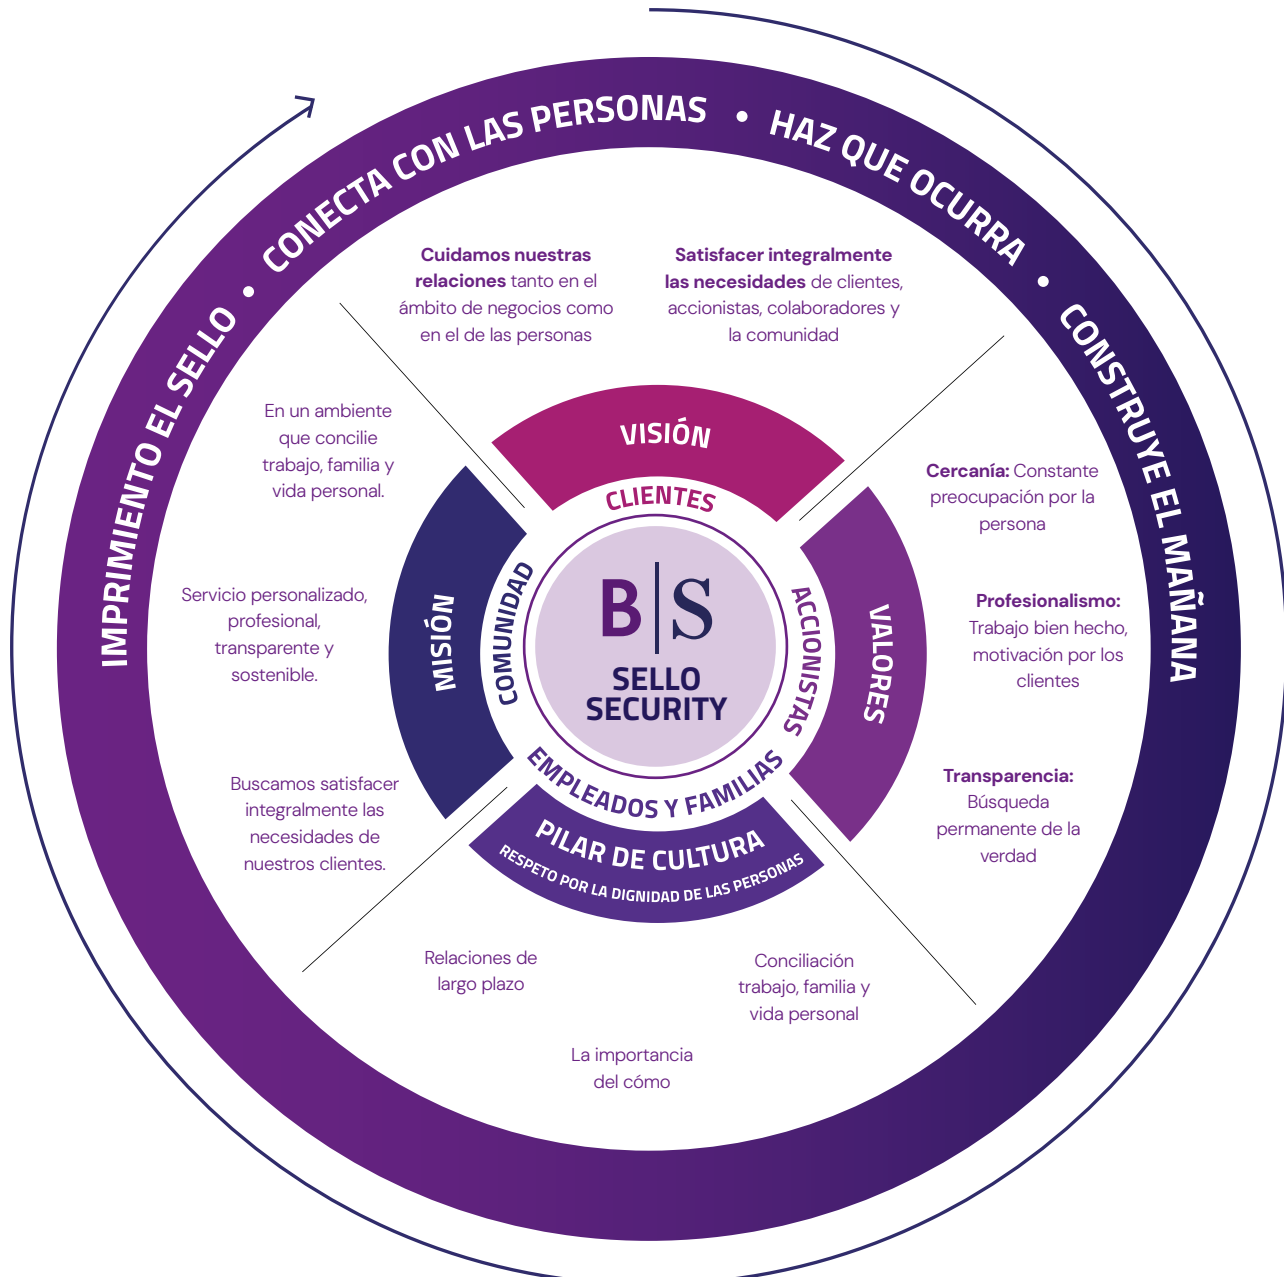 IMPRIMIENTO EL SELLO • CONECTA CON LAS PERSONAS • HAZ QUE OCURRA • CONSTRUYE EL MAÑANA
Cuidamos nuestras
relaciones tanto en el
ámbito de negocios como
en el de las personas
Satisfacer integralmente
las necesidades de clientes,
accionistas, colaboradores y
la comunidad
VISIÓN
CLIENTES
En un ambiente
que concilie
trabajo, familia y
vida personal.
Servicio personalizado,
profesional,
transparente y
sostenible.
Buscamos satisfacer
integralmente las
necesidades de
nuestros clientes.
MISIÓN
COMUNIDAD
B|S
SELLO
SECURITY
ACCIONISTAS
VALORES
Cercanía: Constante
preocupación por la
persona
Profesionalismo:
Trabajo bien hecho,
motivación por los
clientes
Transparencia:
Búsqueda
permanente de la
verdad
EMPLEADOS Y FAMILIAS
PILAR DE CULTURA
RESPETO POR LA DIGNIDAD DE LAS PERSONAS
Relaciones de
largo plazo
La importancia
del cómo
Conciliación
trabajo, familia y
vida personal